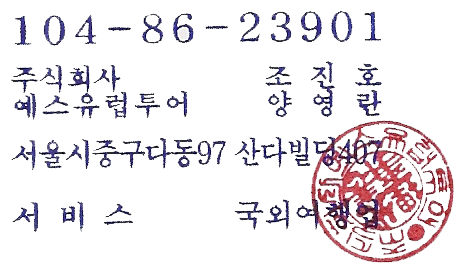 104-86-23901
주식회사 조 진 호
예스유럽투어 양 영 란
서울시중구다동97 산다빌딩407
서 비 스 국외여행업